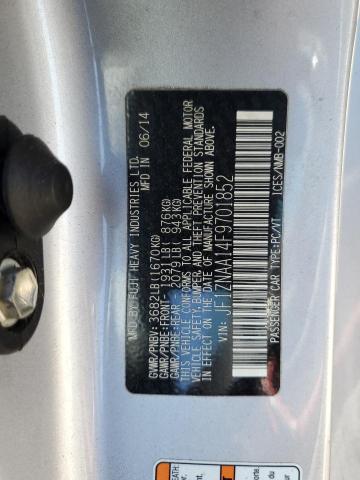 MFD.BY FUJI HEAVY INDUSTRIES LTD.
MFD IN 06/14
GVWR/PNBV: 3682LB(1670KG)
GAWR/PNBE:FRONT- 1931LB( 876KG)
GAWR/PNBE:REAR 2079LB( 943KG)
THIS VEHICLE CONFORMS TO ALL APPLICABLE FEDERAL MOTOR
VEHICLE SAFETY, BUMPER, AND THEFT PREVENTION STANDARDS
IN EFFECT ON THE DATE OF MANUFACTURE SHOWN ABOVE.
VIN: JF1ZNAA14F9701852
PASSENGER CAR TYPE:PC/VT
ICES/NMB-002